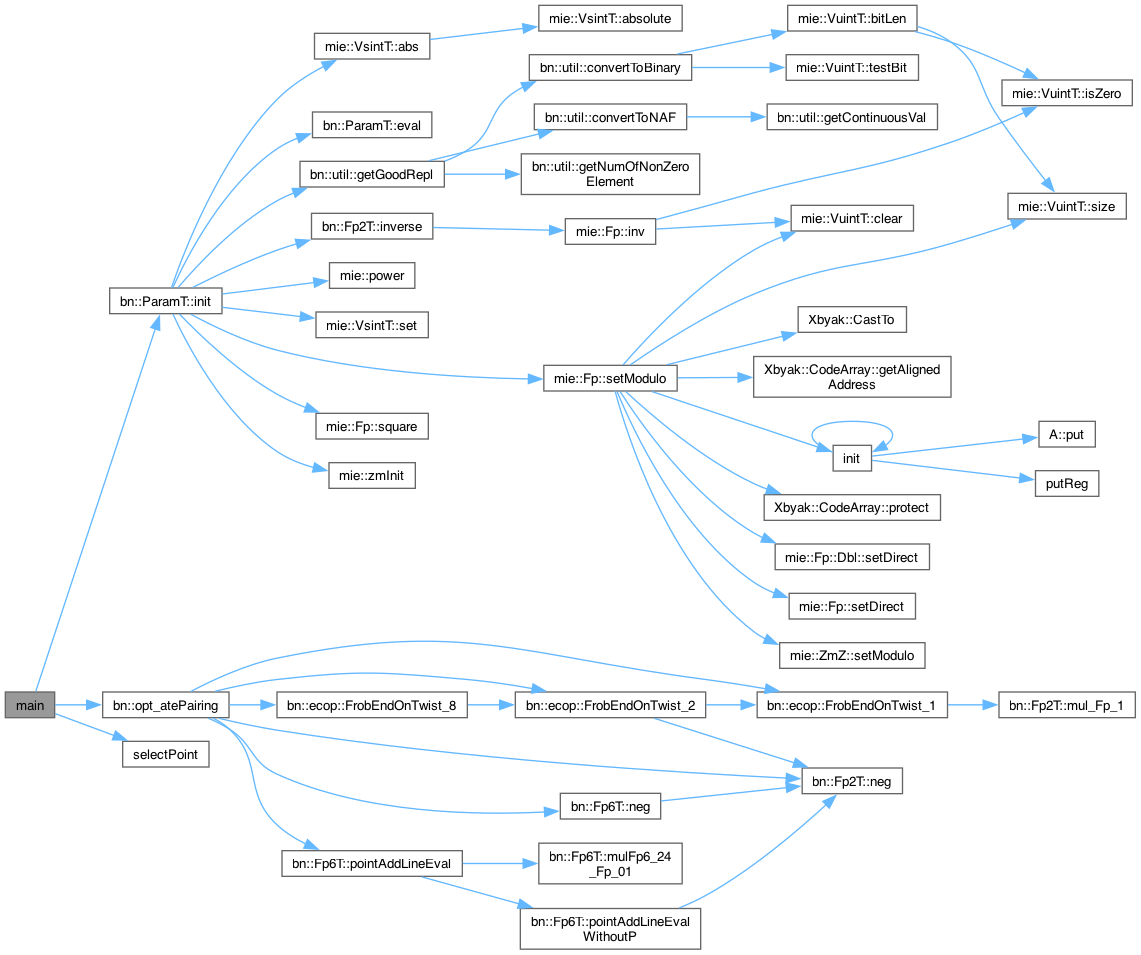 mie::VsintT::absolute
mie::VuintT::bitLen
mie::VsintT::abs
bn::util::convertToBinary
mie::VuintT::testBit
mie::VuintT::isZero
bn::ParamT::eval
bn::util::convertToNAF
bn::util::getContinuousVal
bn::util::getGoodRepl
bn::util::getNumOfNonZero
Element
mie::VuintT::size
mie::VuintT::clear
bn::Fp2T::inverse
mie::Fp::inv
mie::power
bn::ParamT::init
mie::VsintT::set
Xbyak::CastTo
mie::Fp::setModulo
Xbyak::CodeArray::getAligned
Address
mie::Fp::square
A::put
init
mie::zmInit
putReg
Xbyak::CodeArray::protect
mie::Fp::Dbl::setDirect
mie::Fp::setDirect
mie::ZmZ::setModulo
main
bn::opt_atePairing
bn::ecop::FrobEndOnTwist_8
bn::ecop::FrobEndOnTwist_2
bn::ecop::FrobEndOnTwist_1
bn::Fp2T::mul_Fp_1
selectPoint
bn::Fp2T::neg
bn::Fp6T::neg
bn::Fp6T::pointAddLineEval
bn::Fp6T::mulFp6_24
_Fp_01
bn::Fp6T::pointAddLineEval
WithoutP